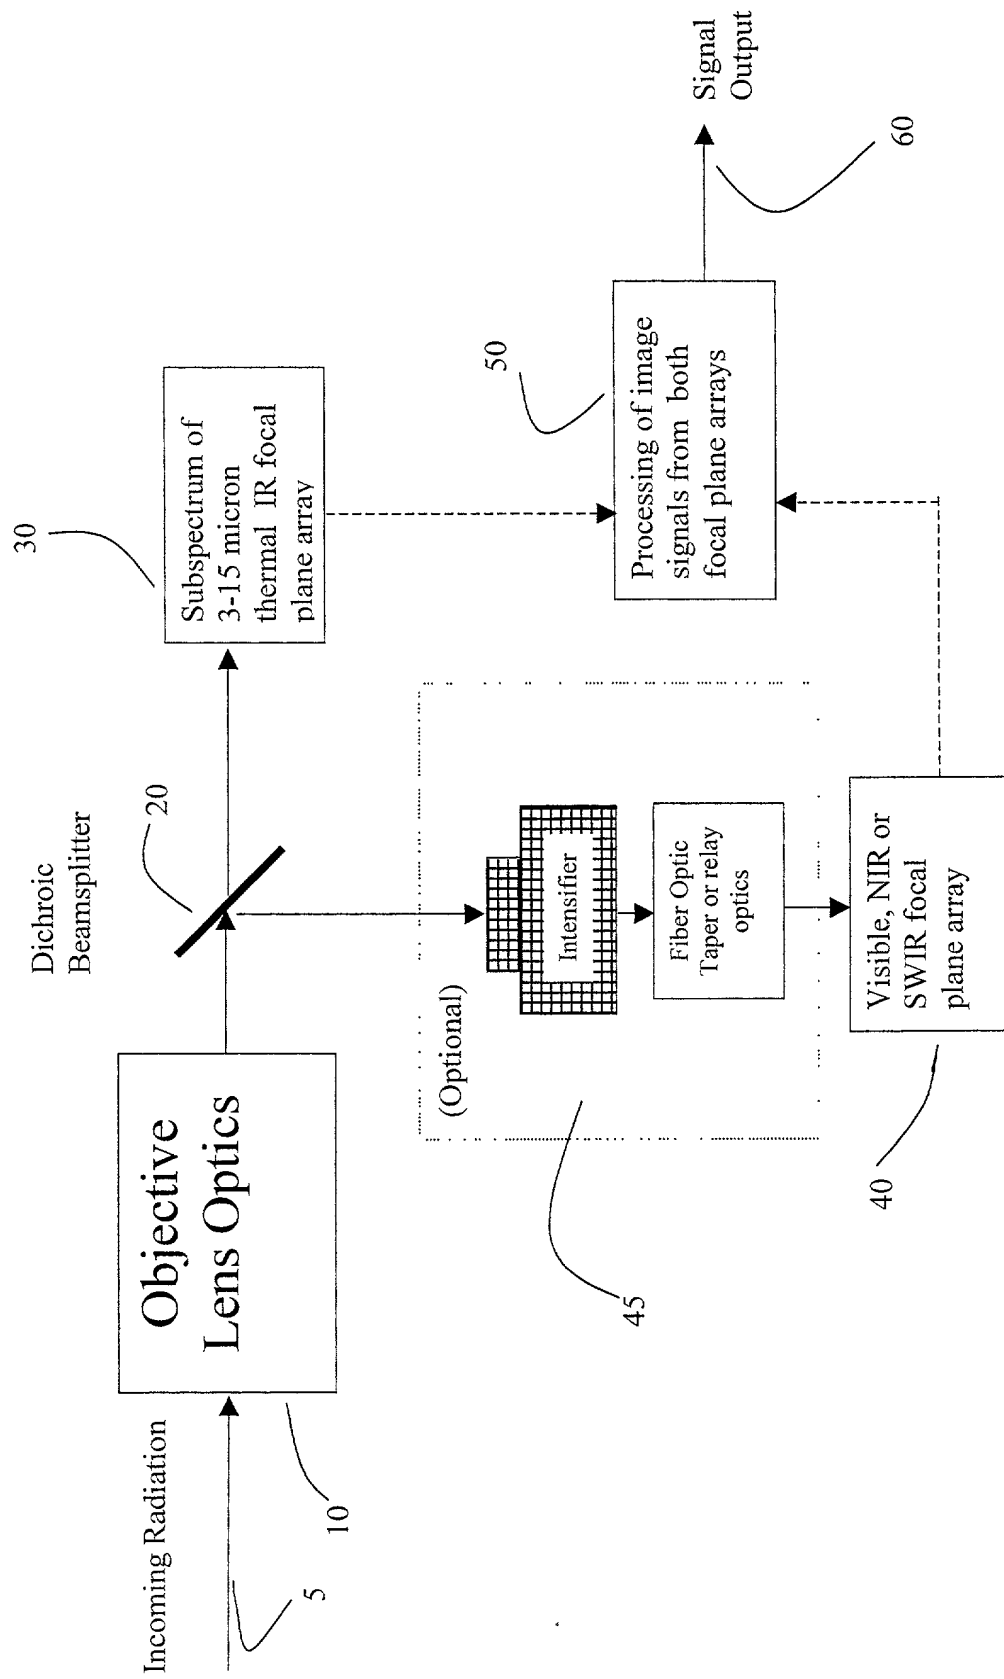 Incoming Radiation
5
Objective
Lens Optics
10
Dichroic
Beamsplitter
20
30
Subspectrum of
3-15 micron
thermal IR focal
plane array
(Optional)
Intensifier
Fiber Optic
Taper or relay
optics
45
Visible, NIR or
SWIR focal
plane array
40
50
Processing of image
signals from both
focal plane arrays
Signal
Output
60